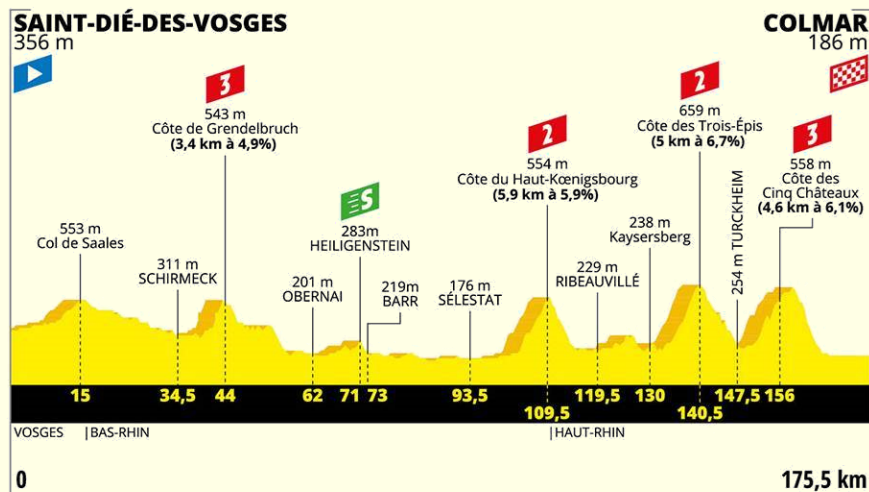 SAINT-DIÉ-DES-VOSGES
356 m
COLMAR
186 m
3
543 m
Côte de Grendelbruch
(3,4 km à 4,9%)
2
554 m
Côte du Haut-Kœnigsbourg
(5,9 km à 5,9%)
2
659 m
Côte des Trois-Épis
(5 km à 6,7%)
3
558 m
Côte des
Cinq Châteaux
(4,6 km à 6,1%)
553 m
Col de Saales
311 m
SCHIRMECK
201 m
OBERNAI
S
283m
HEILIGENSTEIN
219m
BARR
176 m
SÉLESTAT
229 m
RIBEAUVILLÉ
238 m
Kaysersberg
254 m TURCKHEIM
15
34,5
44
62
71
73
93,5
109,5
119,5
130
140,5
147,5
156
VOSGES
|BAS-RHIN
|HAUT-RHIN
0
175,5 km